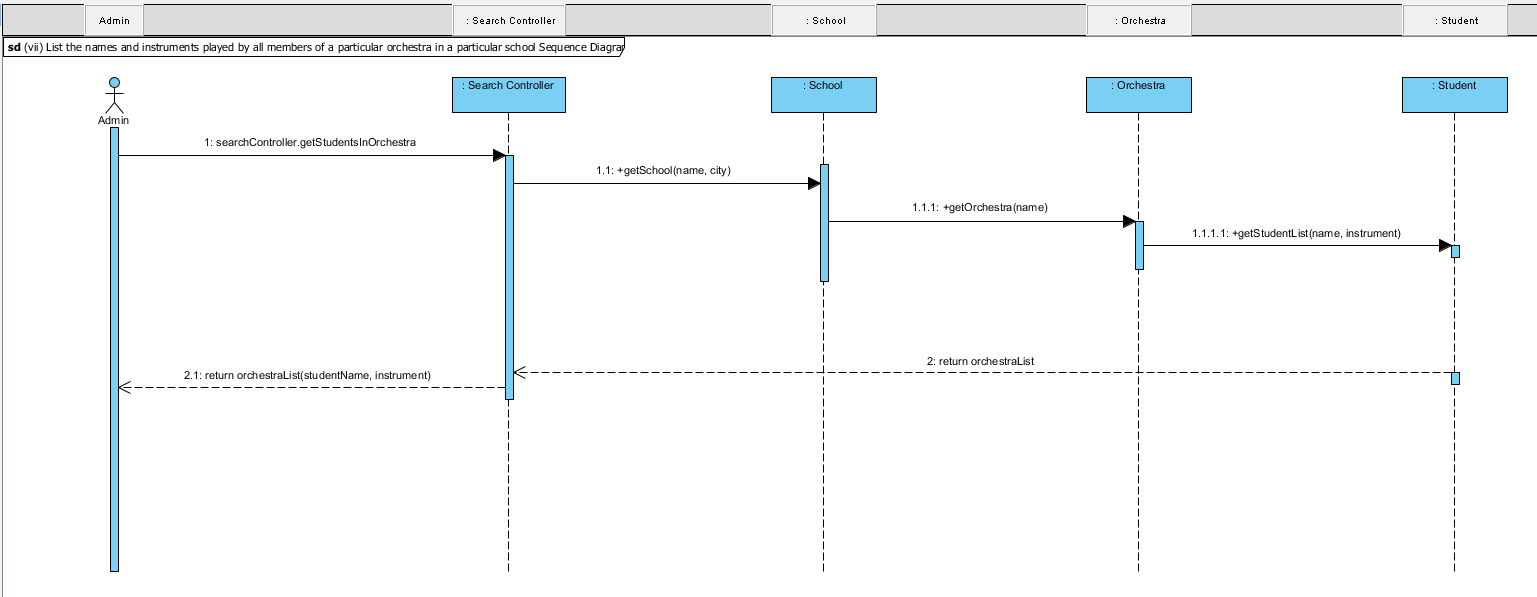 Admin
: Search Controller
: School
: Orchestra
: Student
sd (vii) List the names and instruments played by all members of a particular orchestra in a particular school Sequence Diagra
: Search Controller
: School
: Orchestra
: Student
Admin
1: searchController.getStudentsInOrchestra
1.1: +getSchool(name, city)
1.1.1: +getOrchestra(name)
1.1.1.1: +getStudentList(name, instrument)
2: return orchestraList
2.1: return orchestraList(studentName, instrument)